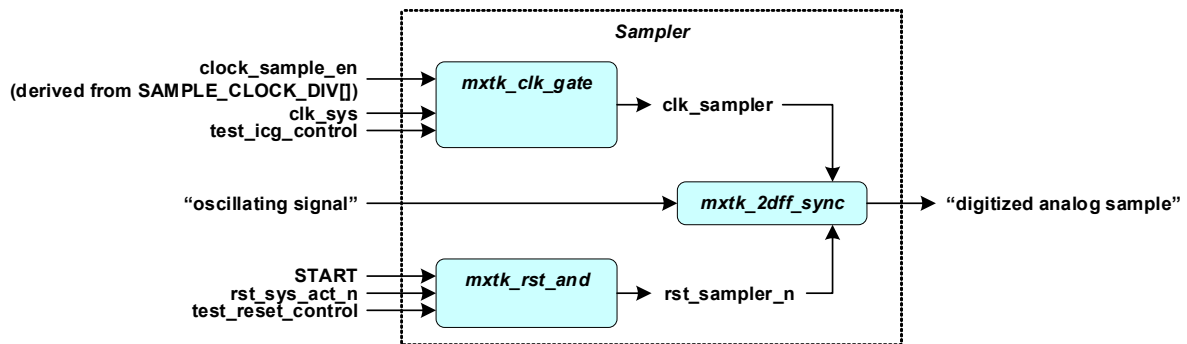 Sampler
clock_sample_en
(derived from SAMPLE_CLOCK_DIV[])
clk_sys
test_icg_control
mxtk_clk_gate
clk_sampler
“oscillating signal”
mxtk_2dff_sync
“digitized analog sample”
START
rst_sys_act_n
test_reset_control
mxtk_rst_and
rst_sampler_n